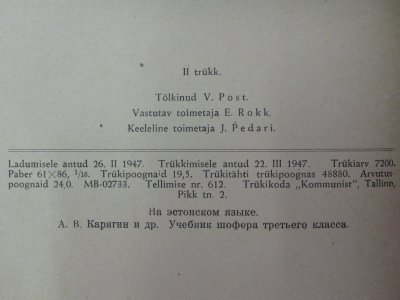 II trükk.
Tõlkinud V. Post.
Vastutav toimetaja E. Rokk.
Keeleline toimetaja J. Pedari.
Ladumisele antud 26. II 1947. Trükkimisele antud 22. III 1947. Trükiarv 7200.
Paber 61×86, 1/16. Trükipoognaid 19,5. Trükitähti trükipoognas 48880. Arvutus-
poognaid 24,0. MB-02733. Tellimise nr. 612. Trükikoda „Kommunist", Tallinn,
Pikk tn. 2.
На эстонском языке.
А. В. Карягин и др. Учебник шофера третьего класса.